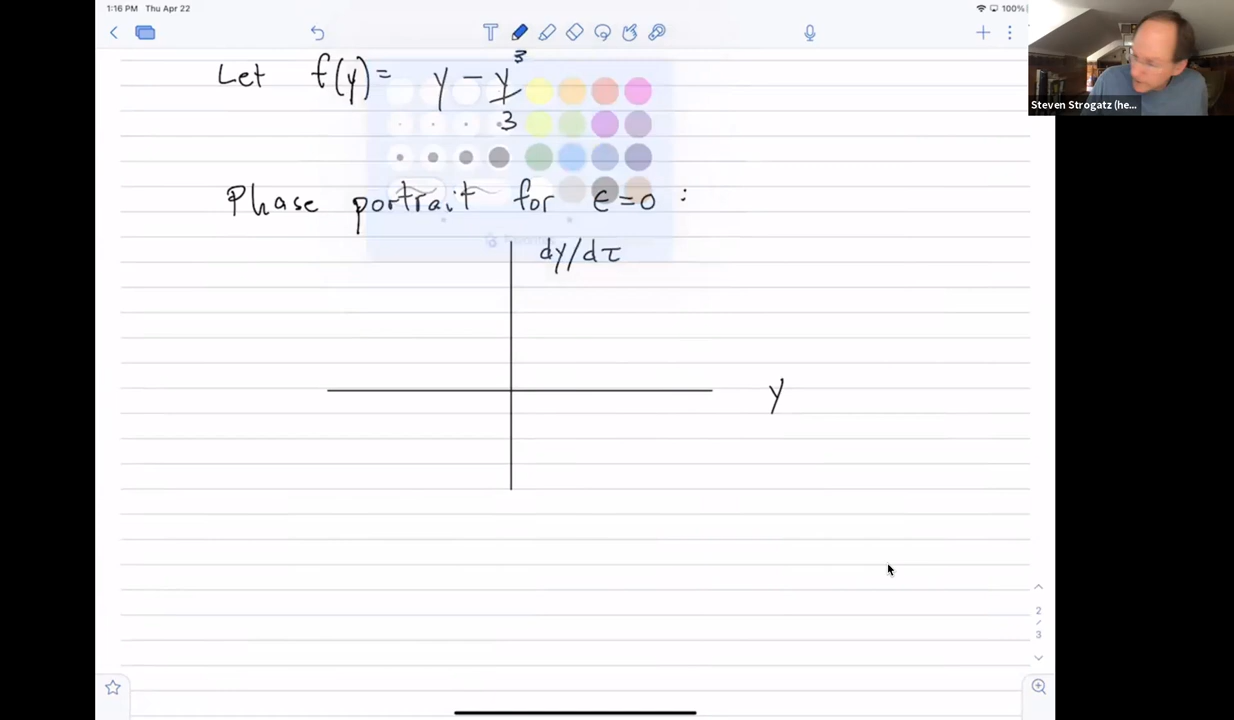 1:16 PM Thu Apr 22
100%
Let f(y) = y - y³/3
Steven Strogatz (he...
Phase portrait for ϵ=0 :
dy/dτ
y
2
/
3